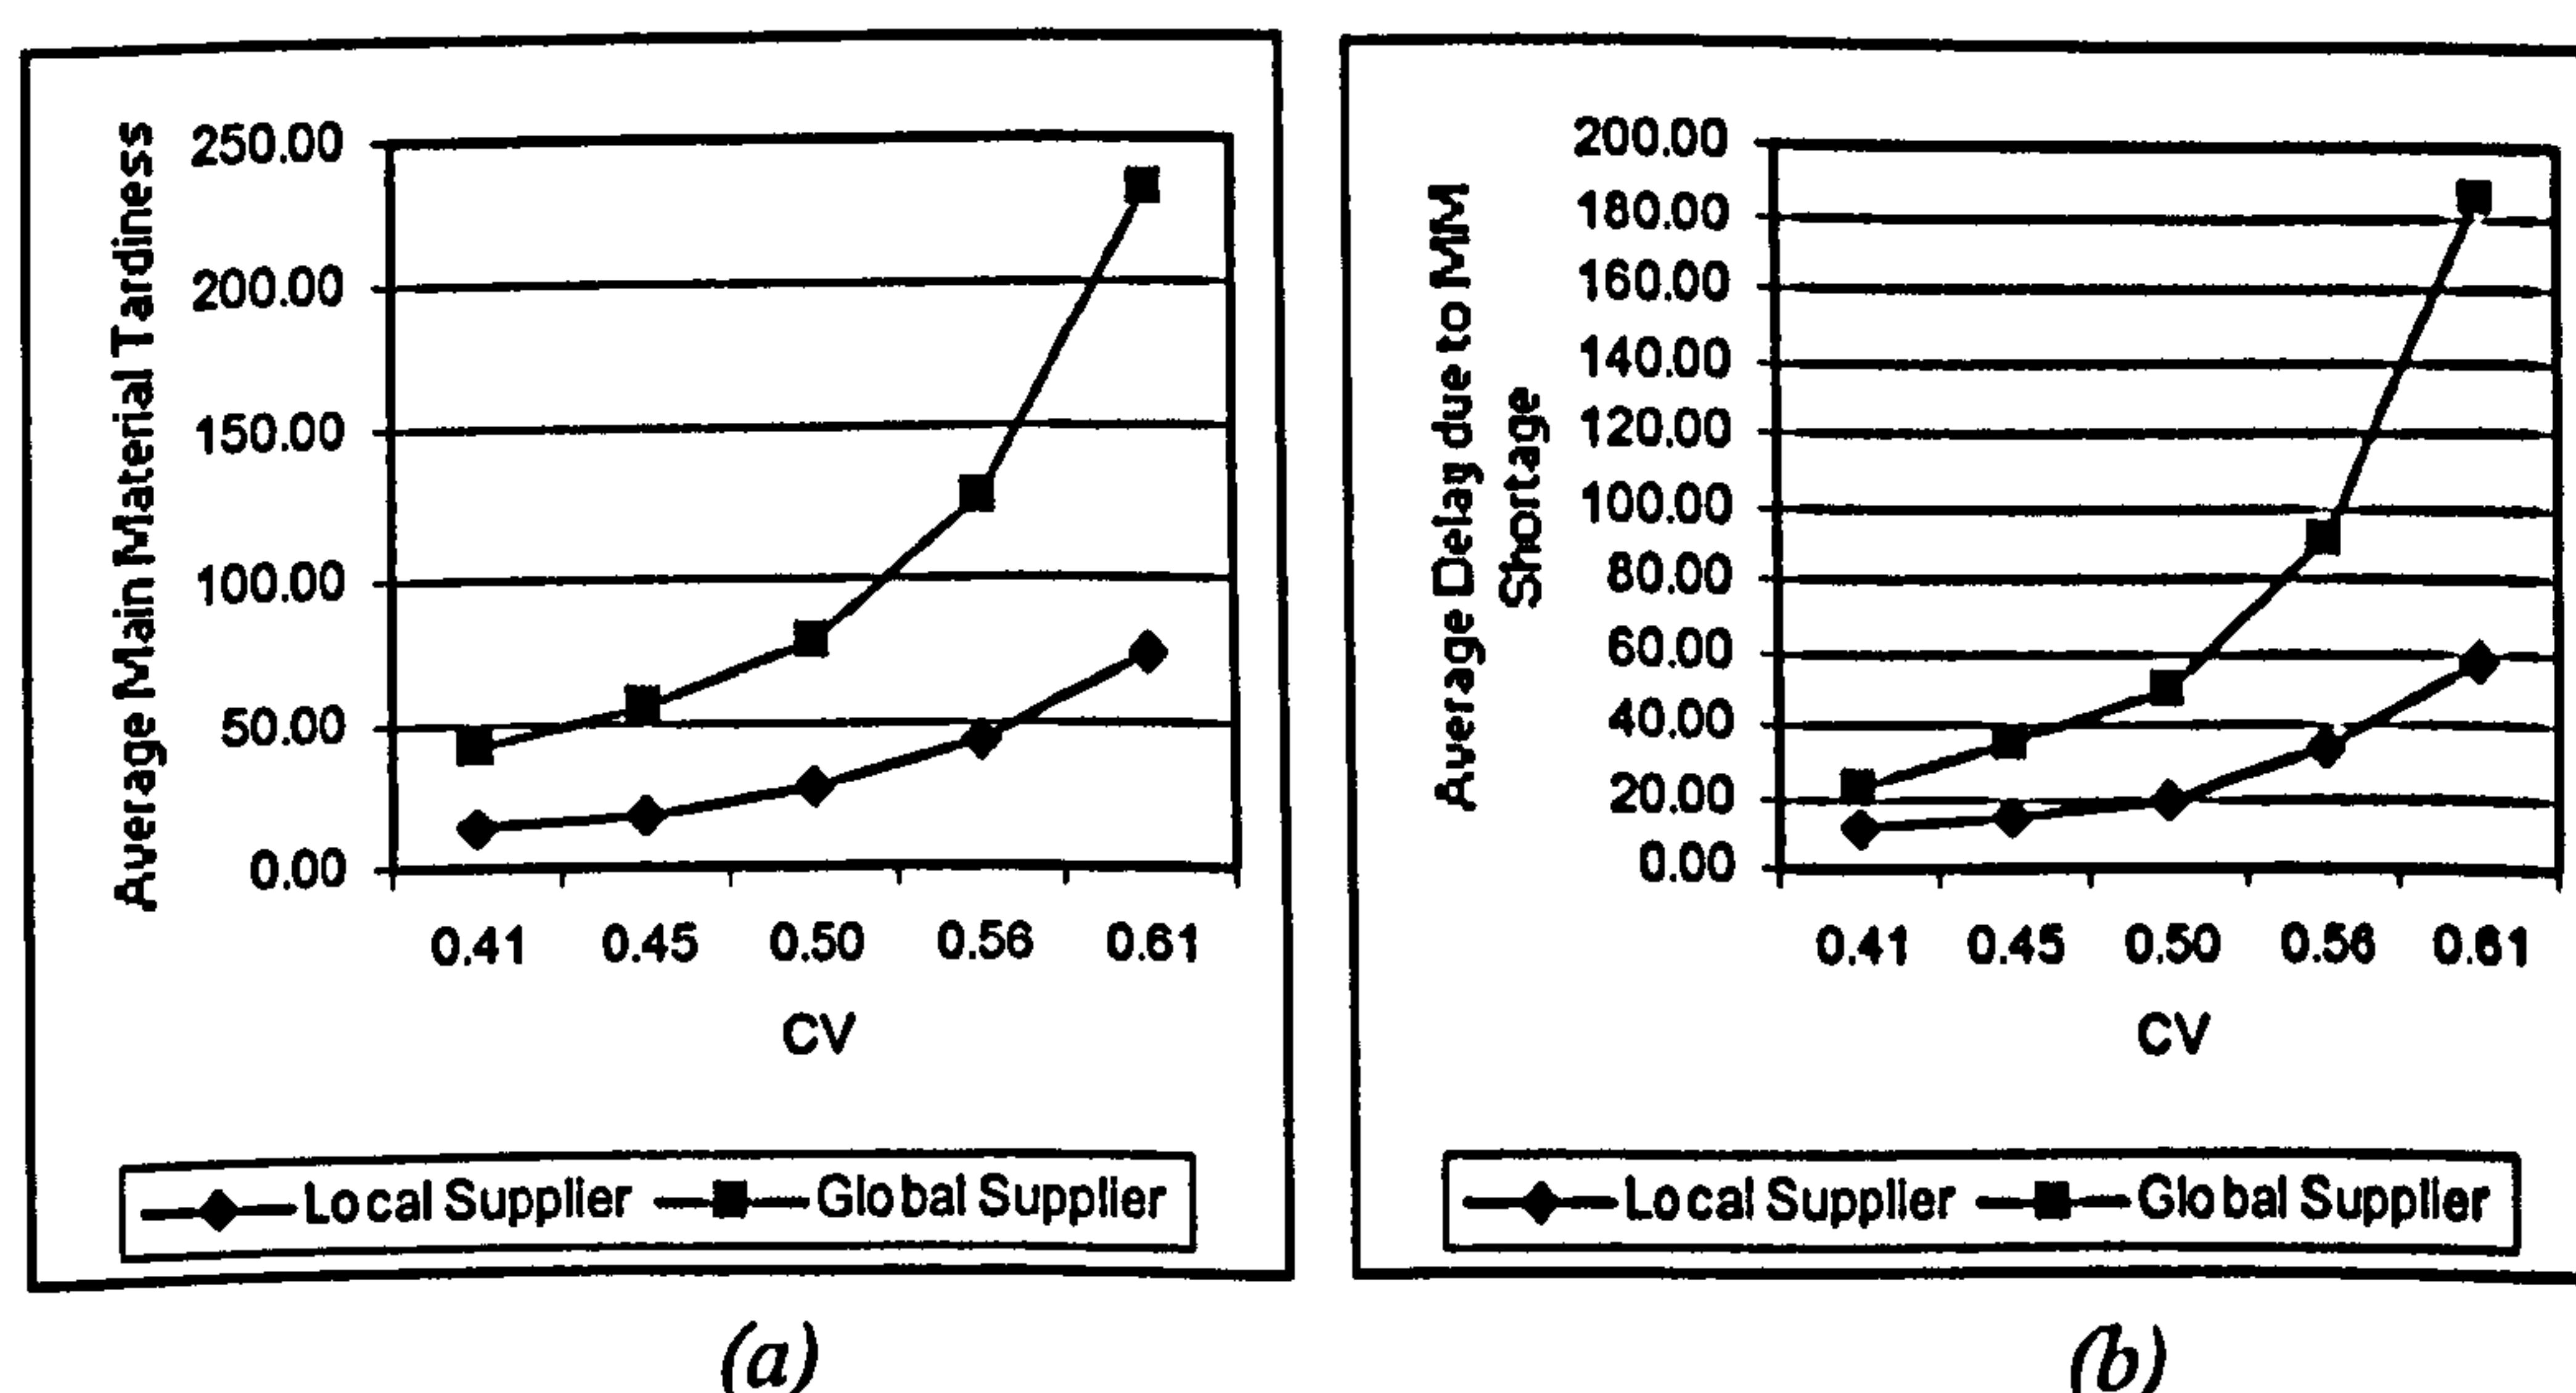 Average Main Material Tardiness
250.00
200.00
150.00
100.00
50.00
0.00
0.41 0.45 0.50 0.56 0.61
CV
Local Supplier Global Supplier
(a)
Average Delay due to MM
Shortage
200.00
180.00
160.00
140.00
120.00
100.00
80.00
60.00
40.00
20.00
0.00
0.41 0.45 0.50 0.56 0.61
CV
Local Supplier Global Supplier
(b)